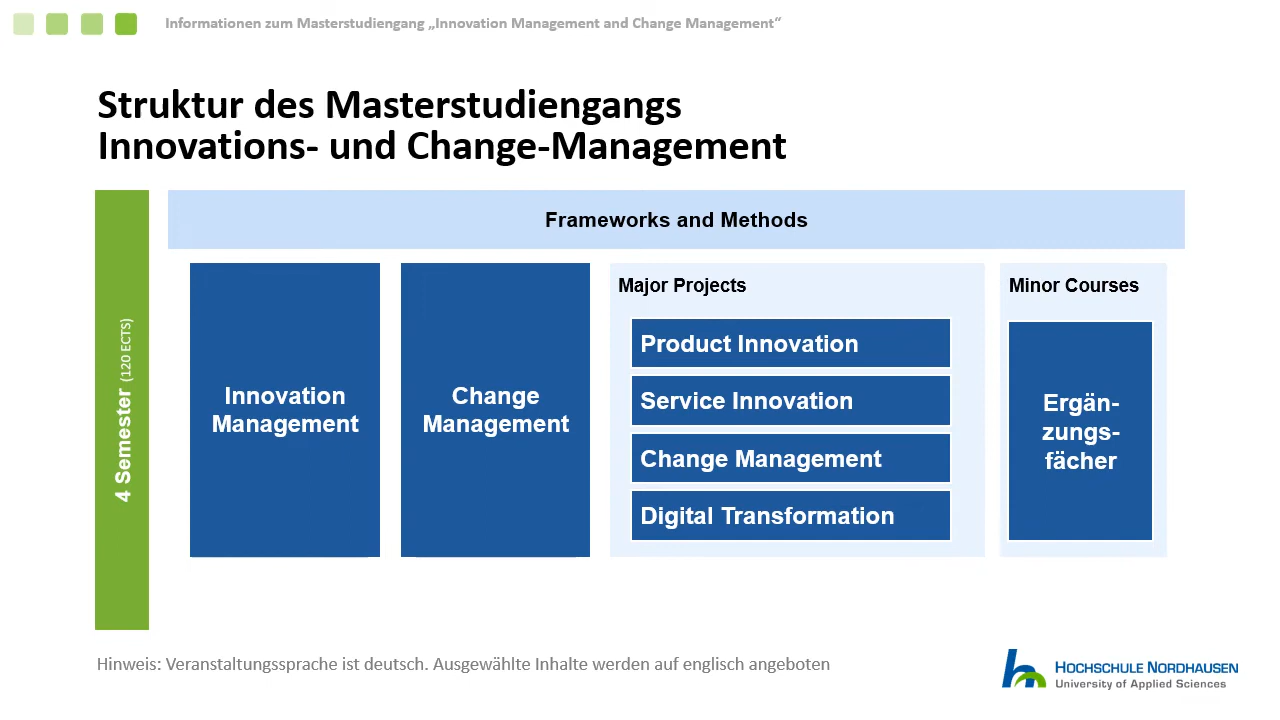 Informationen zum Masterstudiengang „Innovation Management and Change Management“
Struktur des Masterstudiengangs
Innovations- und Change-Management
4 Semester (120 ECTS)
Frameworks and Methods
Innovation
Management
Change
Management
Major Projects
Product Innovation
Service Innovation
Change Management
Digital Transformation
Minor Courses
Ergän-
zungs-
fächer
Hinweis: Veranstaltungssprache ist deutsch. Ausgewählte Inhalte werden auf englisch angeboten
HOCHSCHULE NORDHAUSEN
University of Applied Sciences